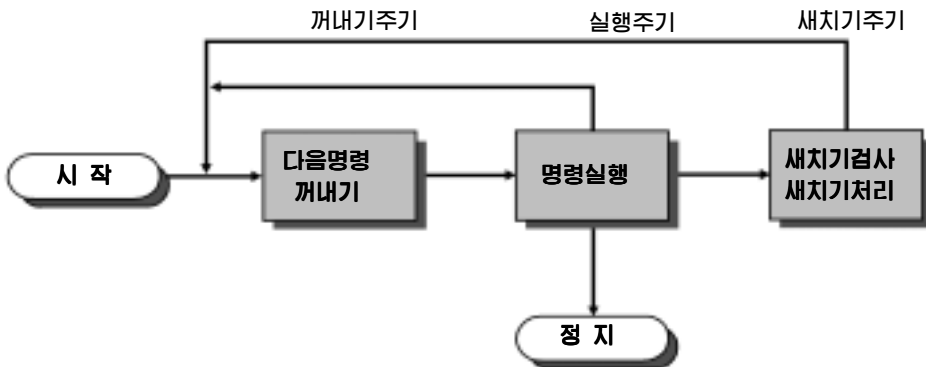 꺼내기주기 실행주기 새치기주기
시 작
다음명령
꺼내기
명령실행
새치기검사
새치기처리
정 지